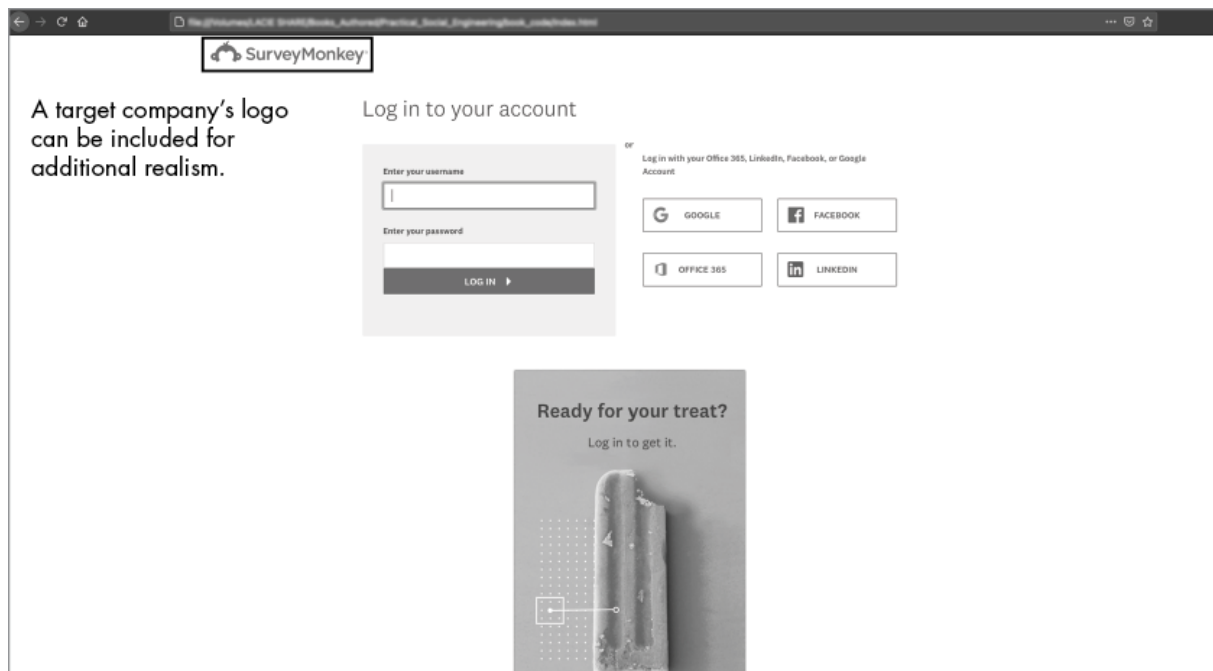 SurveyMonkey
A target company's logo
can be included for
additional realism.
Log in to your account
or
Log in with your Office 365, LinkedIn, Facebook, or Google
Account
Enter your username
Enter your password
LOG IN
GOOGLE
FACEBOOK
OFFICE 365
LINKEDIN
Ready for your treat?
Log in to get it.